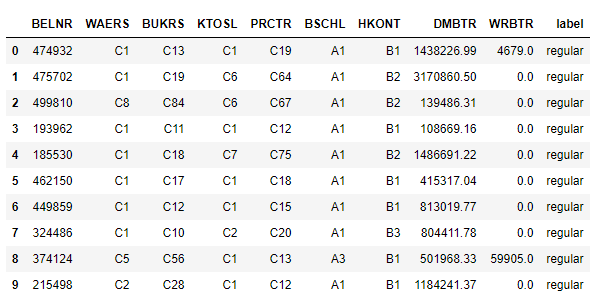 BELNR WAERS BUKRS KTOSL PRCTR BSCHL HKONT DMBTR WRBTR label
0 474932 C1 C13 C1 C19 A1 B1 1438226.99 4679.0 regular
1 475702 C1 C19 C6 C64 A1 B2 3170860.50 0.0 regular
2 499810 C8 C84 C6 C67 A1 B2 139486.31 0.0 regular
3 193962 C1 C11 C1 C12 A1 B1 108669.16 0.0 regular
4 185530 C1 C18 C7 C75 A1 B2 1486691.22 0.0 regular
5 462150 C1 C17 C1 C18 A1 B1 415317.04 0.0 regular
6 449859 C1 C12 C1 C15 A1 B1 813019.77 0.0 regular
7 324486 C1 C10 C2 C20 A1 B3 804411.78 0.0 regular
8 374124 C5 C56 C1 C13 A3 B1 501968.33 59905.0 regular
9 215498 C2 C28 C1 C12 A1 B1 1184241.37 0.0 regular